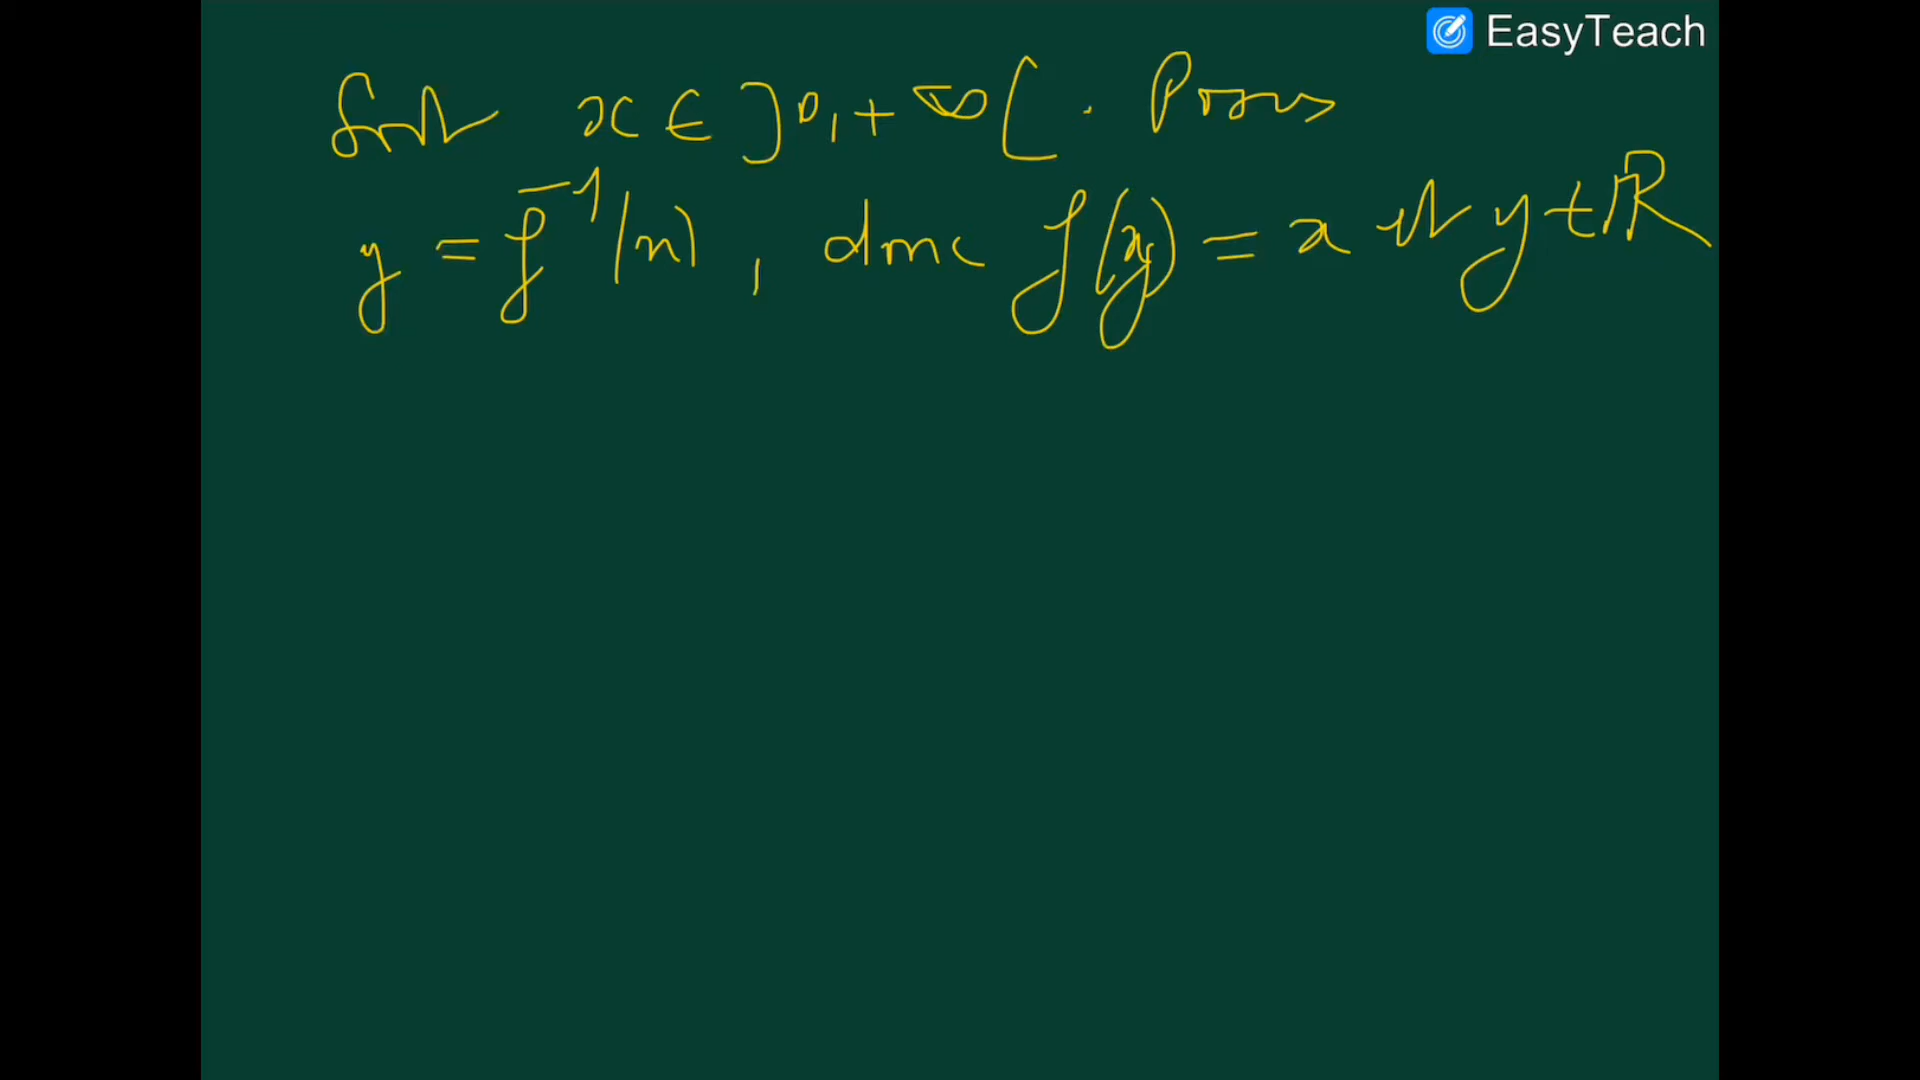 EasyTeach
Soit x ∈ ]0, +∞[. Posons
y = f⁻¹(x), donc f(y) = x et y ∈ ℝ